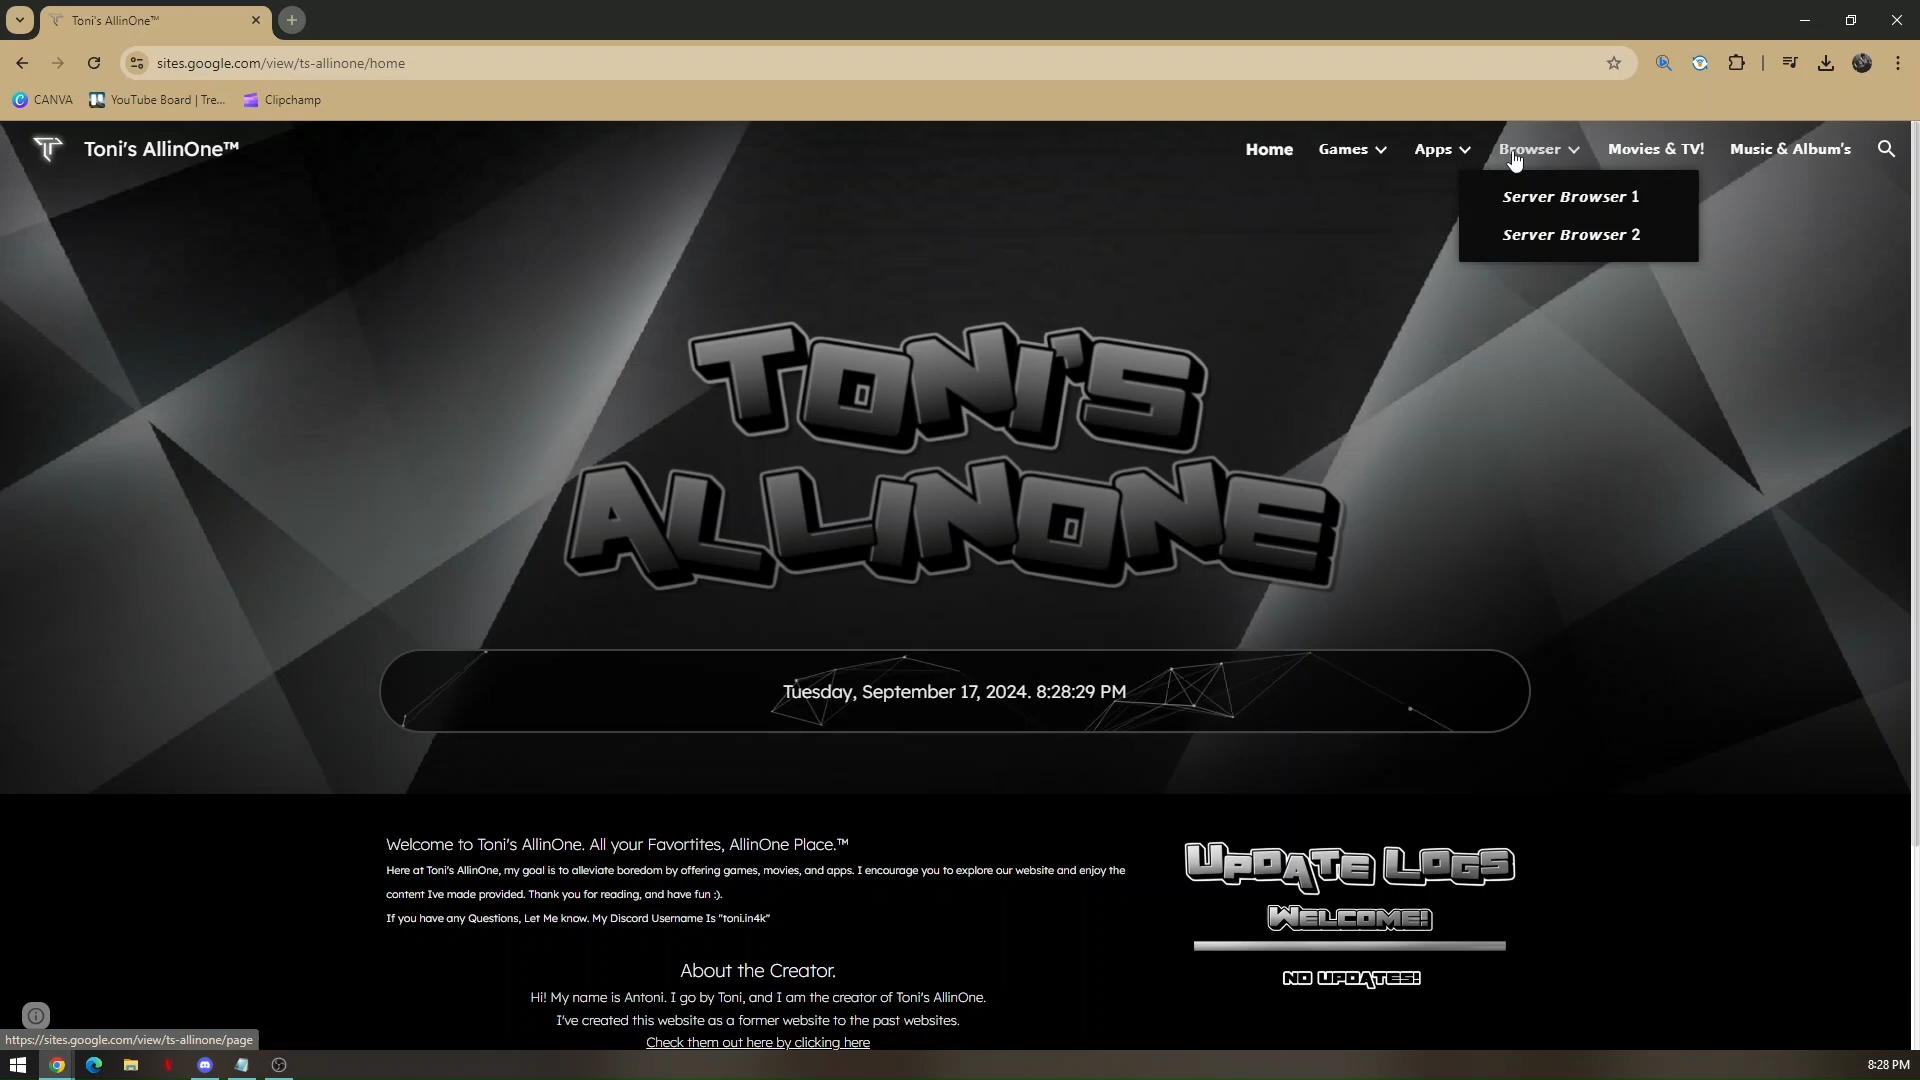 Toni's AllinOne™
sites.google.com/view/ts-allinone/home
CANVA
YouTube Board | Tre...
Clipchamp
Toni's AllinOne™
Home
Games
Apps
Browser
Movies & TV!
Music & Album's
Server Browser 1
Server Browser 2
TONI'S
ALLINONE
Tuesday, September 17, 2024. 8:28:29 PM
Welcome to Toni's AllinOne. All your Favortites, AllinOne Place.™
Here at Toni's AllinOne, my goal is to alleviate boredom by offering games, movies, and apps. I encourage you to explore our website and enjoy the
content Ive made provided. Thank you for reading, and have fun :).
If you have any Questions, Let Me know. My Discord Username Is "toni.in4k"
About the Creator.
Hi! My name is Antoni. I go by Toni, and I am the creator of Toni's AllinOne.
I've created this website as a former website to the past websites.
Check them out here by clicking here
UPDATE LOGS
WELCOME!
NO UPDATES!
https://sites.google.com/view/ts-allinone/page
8:28 PM